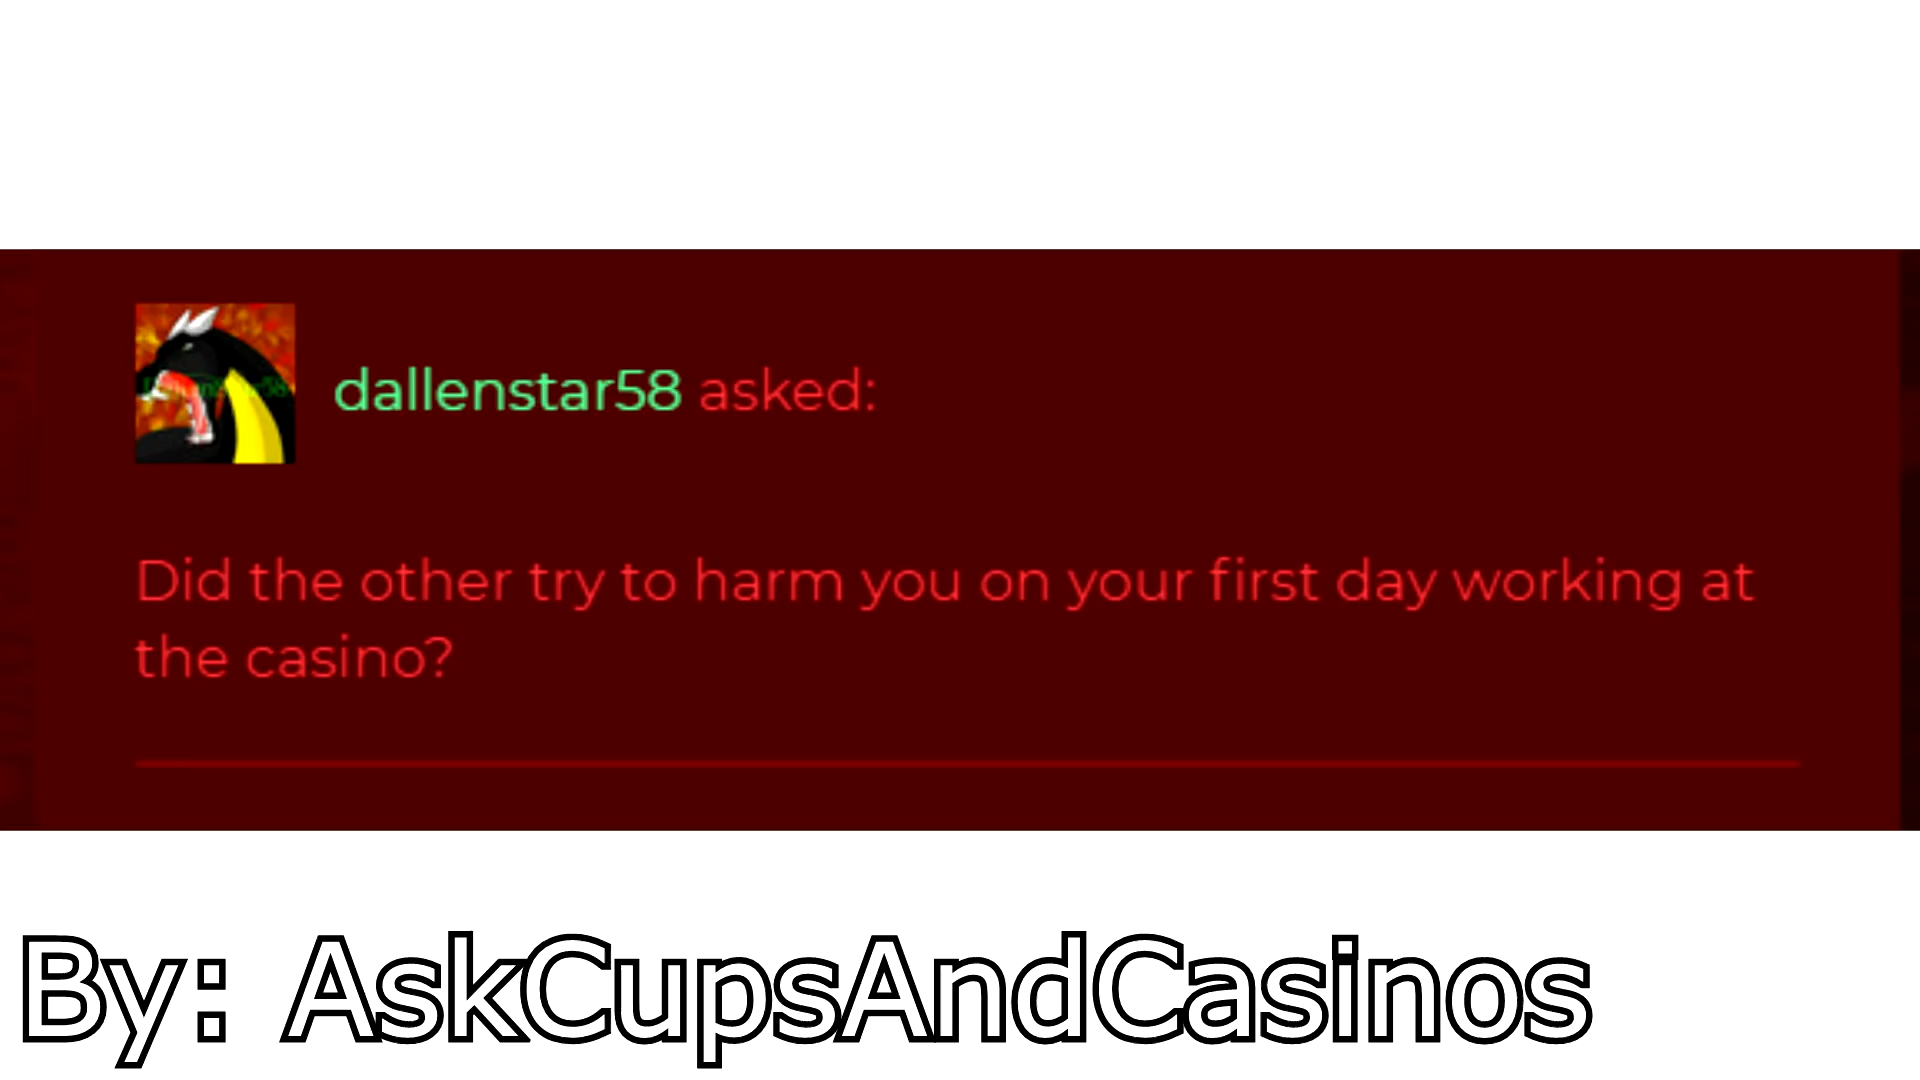 dallenstar58 asked:
Did the other try to harm you on your first day working at
the casino?
By: AskCupsAndCasinos